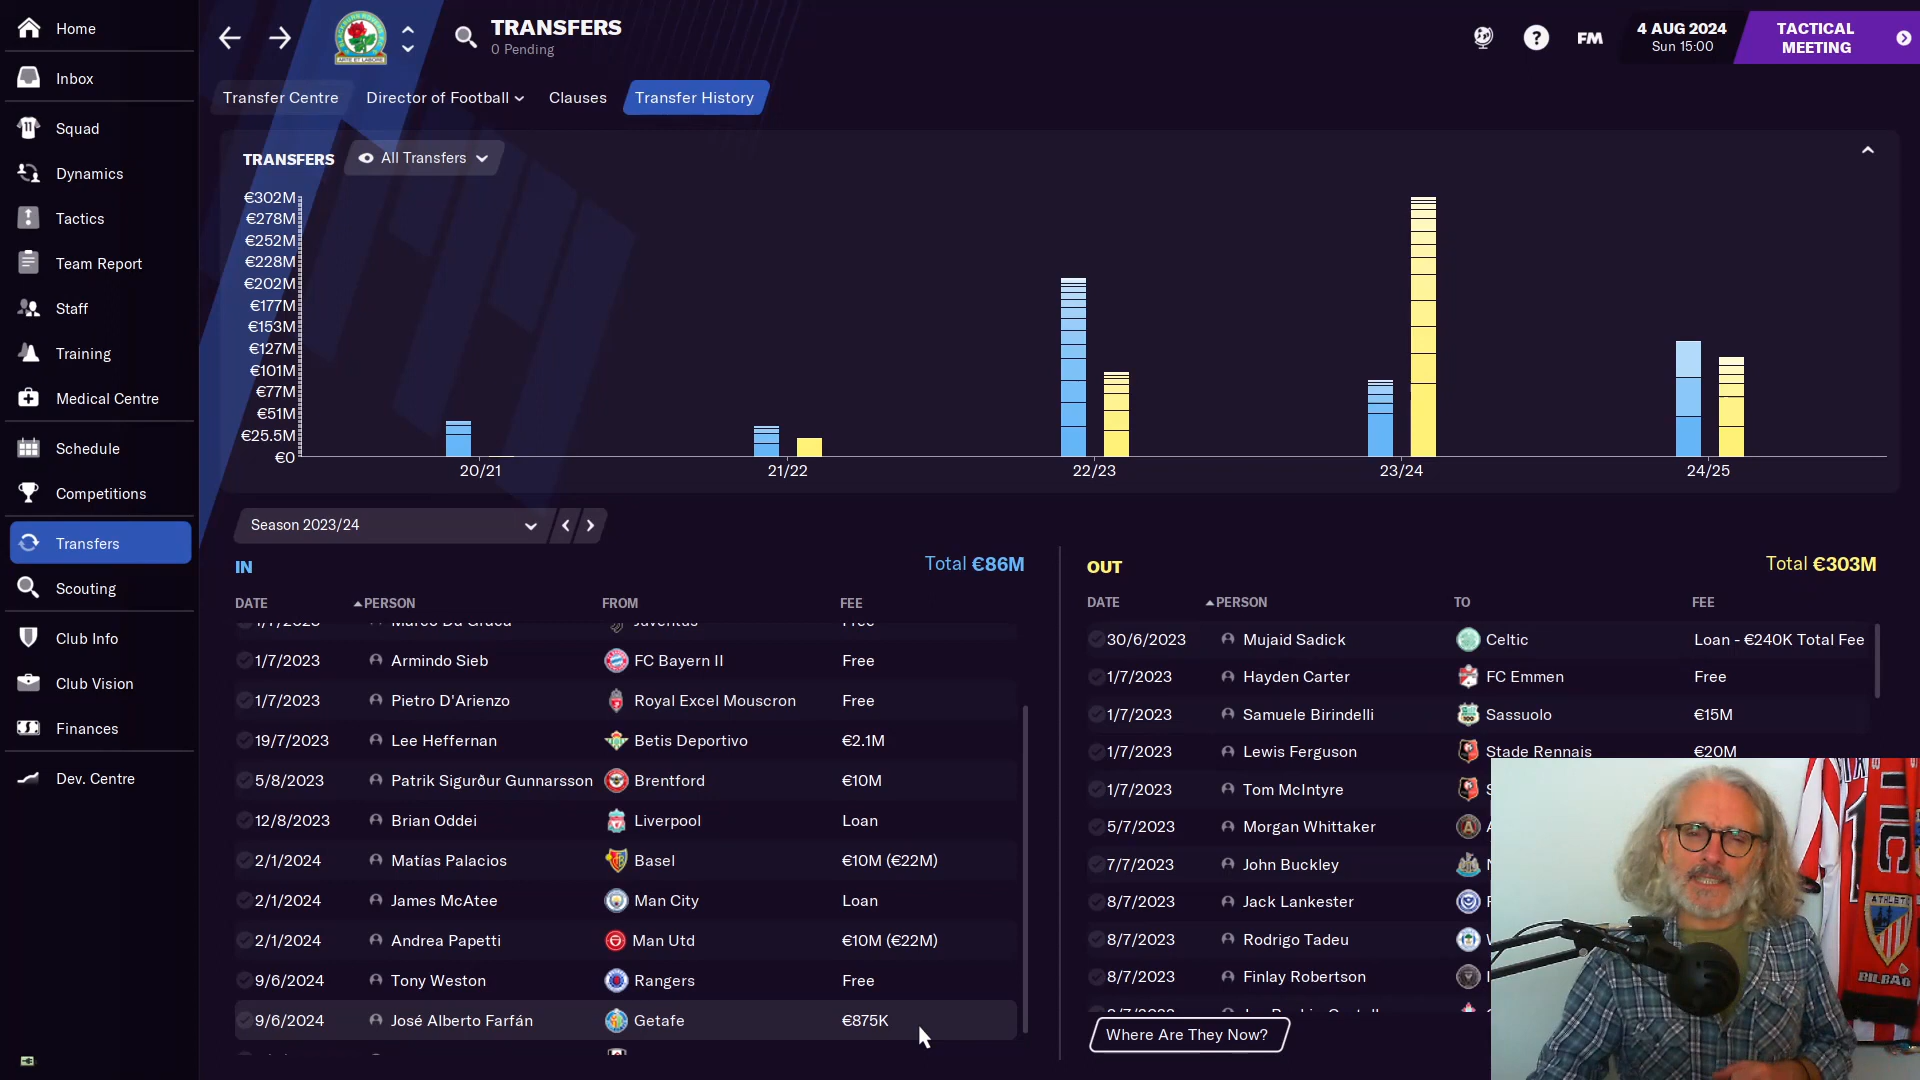 Home
Inbox
Squad
Dynamics
Tactics
Team Report
Staff
Training
Medical Centre
Schedule
Competitions
Transfers
Scouting
Club Info
Club Vision
Finances
Dev. Centre
TRANSFERS
0 Pending
FM
4 AUG 2024
Sun 15:00
TACTICAL
MEETING
Transfer Centre
Director of Football
Clauses
Transfer History
TRANSFERS
All Transfers
€302M
€278M
€252M
€228M
€202M
€177M
€153M
€127M
€101M
€77M
€51M
€25.5M
€0
20/21
21/22
22/23
23/24
24/25
Season 2023/24
IN
Total €86M
DATE PERSON FROM FEE
1/7/2023 Armindo Sieb FC Bayern II Free
1/7/2023 Pietro D'Arienzo Royal Excel Mouscron Free
19/7/2023 Lee Heffernan Betis Deportivo €2.1M
5/8/2023 Patrik Sigurður Gunnarsson Brentford €10M
12/8/2023 Brian Oddei Liverpool Loan
2/1/2024 Matías Palacios Basel €10M (€22M)
2/1/2024 James McAtee Man City Loan
2/1/2024 Andrea Papetti Man Utd €10M (€22M)
9/6/2024 Tony Weston Rangers Free
9/6/2024 José Alberto Farfán Getafe €875K
OUT
Total €303M
DATE PERSON TO FEE
30/6/2023 Mujaid Sadick Celtic Loan - €240K Total Fee
1/7/2023 Hayden Carter FC Emmen Free
1/7/2023 Samuele Birindelli Sassuolo €15M
1/7/2023 Lewis Ferguson Stade Rennais €20M
1/7/2023 Tom McIntyre
5/7/2023 Morgan Whittaker
7/7/2023 John Buckley
8/7/2023 Jack Lankester
8/7/2023 Rodrigo Tadeu
8/7/2023 Finlay Robertson
Where Are They Now?
ATHLETIC
BILBAO